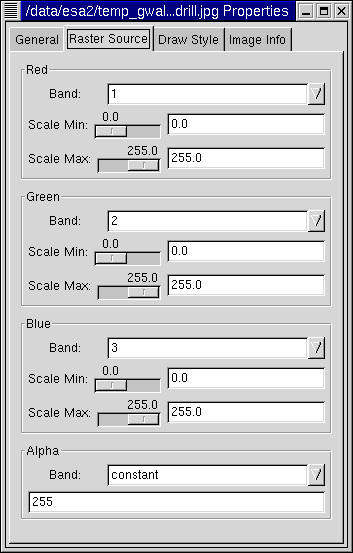 /data/esa2/temp_gwal...drill.jpg Properties
General Raster Source Draw Style Image Info
Red
Band: 1
0.0
Scale Min: 0.0
255.0
Scale Max: 255.0
Green
Band: 2
0.0
Scale Min: 0.0
255.0
Scale Max: 255.0
Blue
Band: 3
0.0
Scale Min: 0.0
255.0
Scale Max: 255.0
Alpha
Band: constant
255